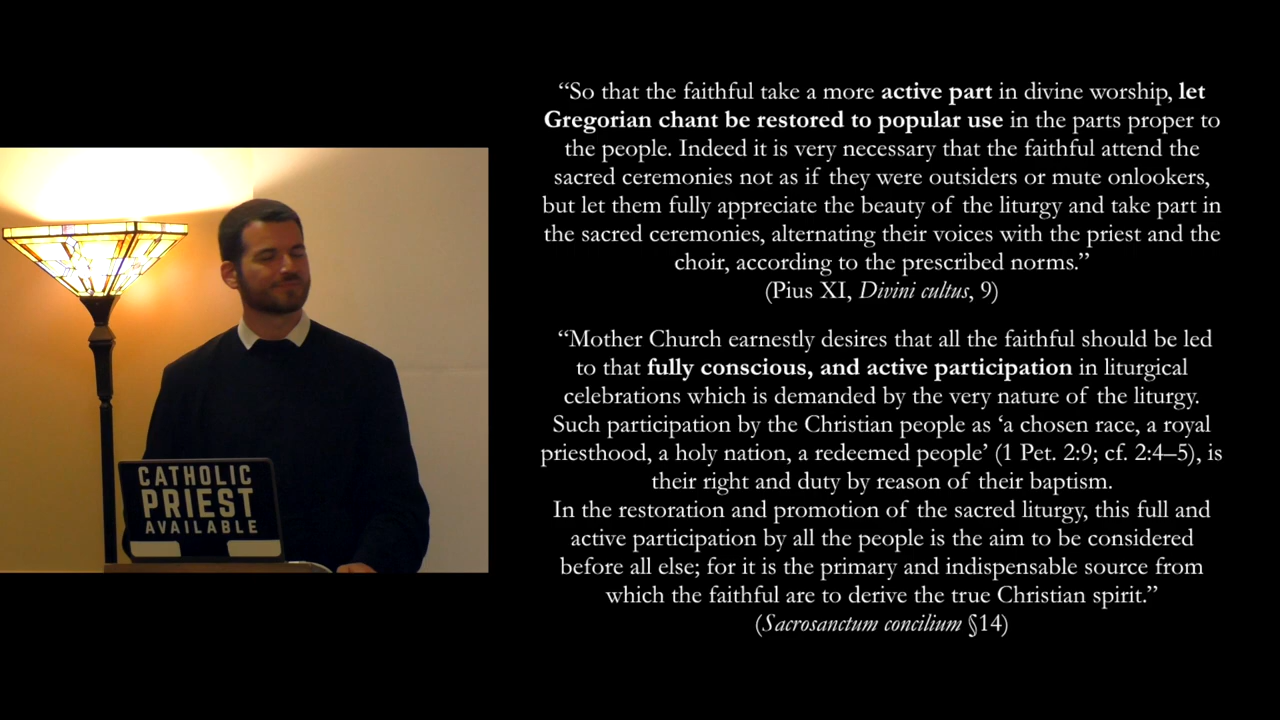 CATHOLIC
PRIEST
AVAILABLE
“So that the faithful take a more active part in divine worship, let
Gregorian chant be restored to popular use in the parts proper to
the people. Indeed it is very necessary that the faithful attend the
sacred ceremonies not as if they were outsiders or mute onlookers,
but let them fully appreciate the beauty of the liturgy and take part in
the sacred ceremonies, alternating their voices with the priest and the
choir, according to the prescribed norms.”
(Pius XI, Divini cultus, 9)
“Mother Church earnestly desires that all the faithful should be led
to that fully conscious, and active participation in liturgical
celebrations which is demanded by the very nature of the liturgy.
Such participation by the Christian people as ‘a chosen race, a royal
priesthood, a holy nation, a redeemed people’ (1 Pet. 2:9; cf. 2:4–5), is
their right and duty by reason of their baptism.
In the restoration and promotion of the sacred liturgy, this full and
active participation by all the people is the aim to be considered
before all else; for it is the primary and indispensable source from
which the faithful are to derive the true Christian spirit.”
(Sacrosanctum concilium §14)